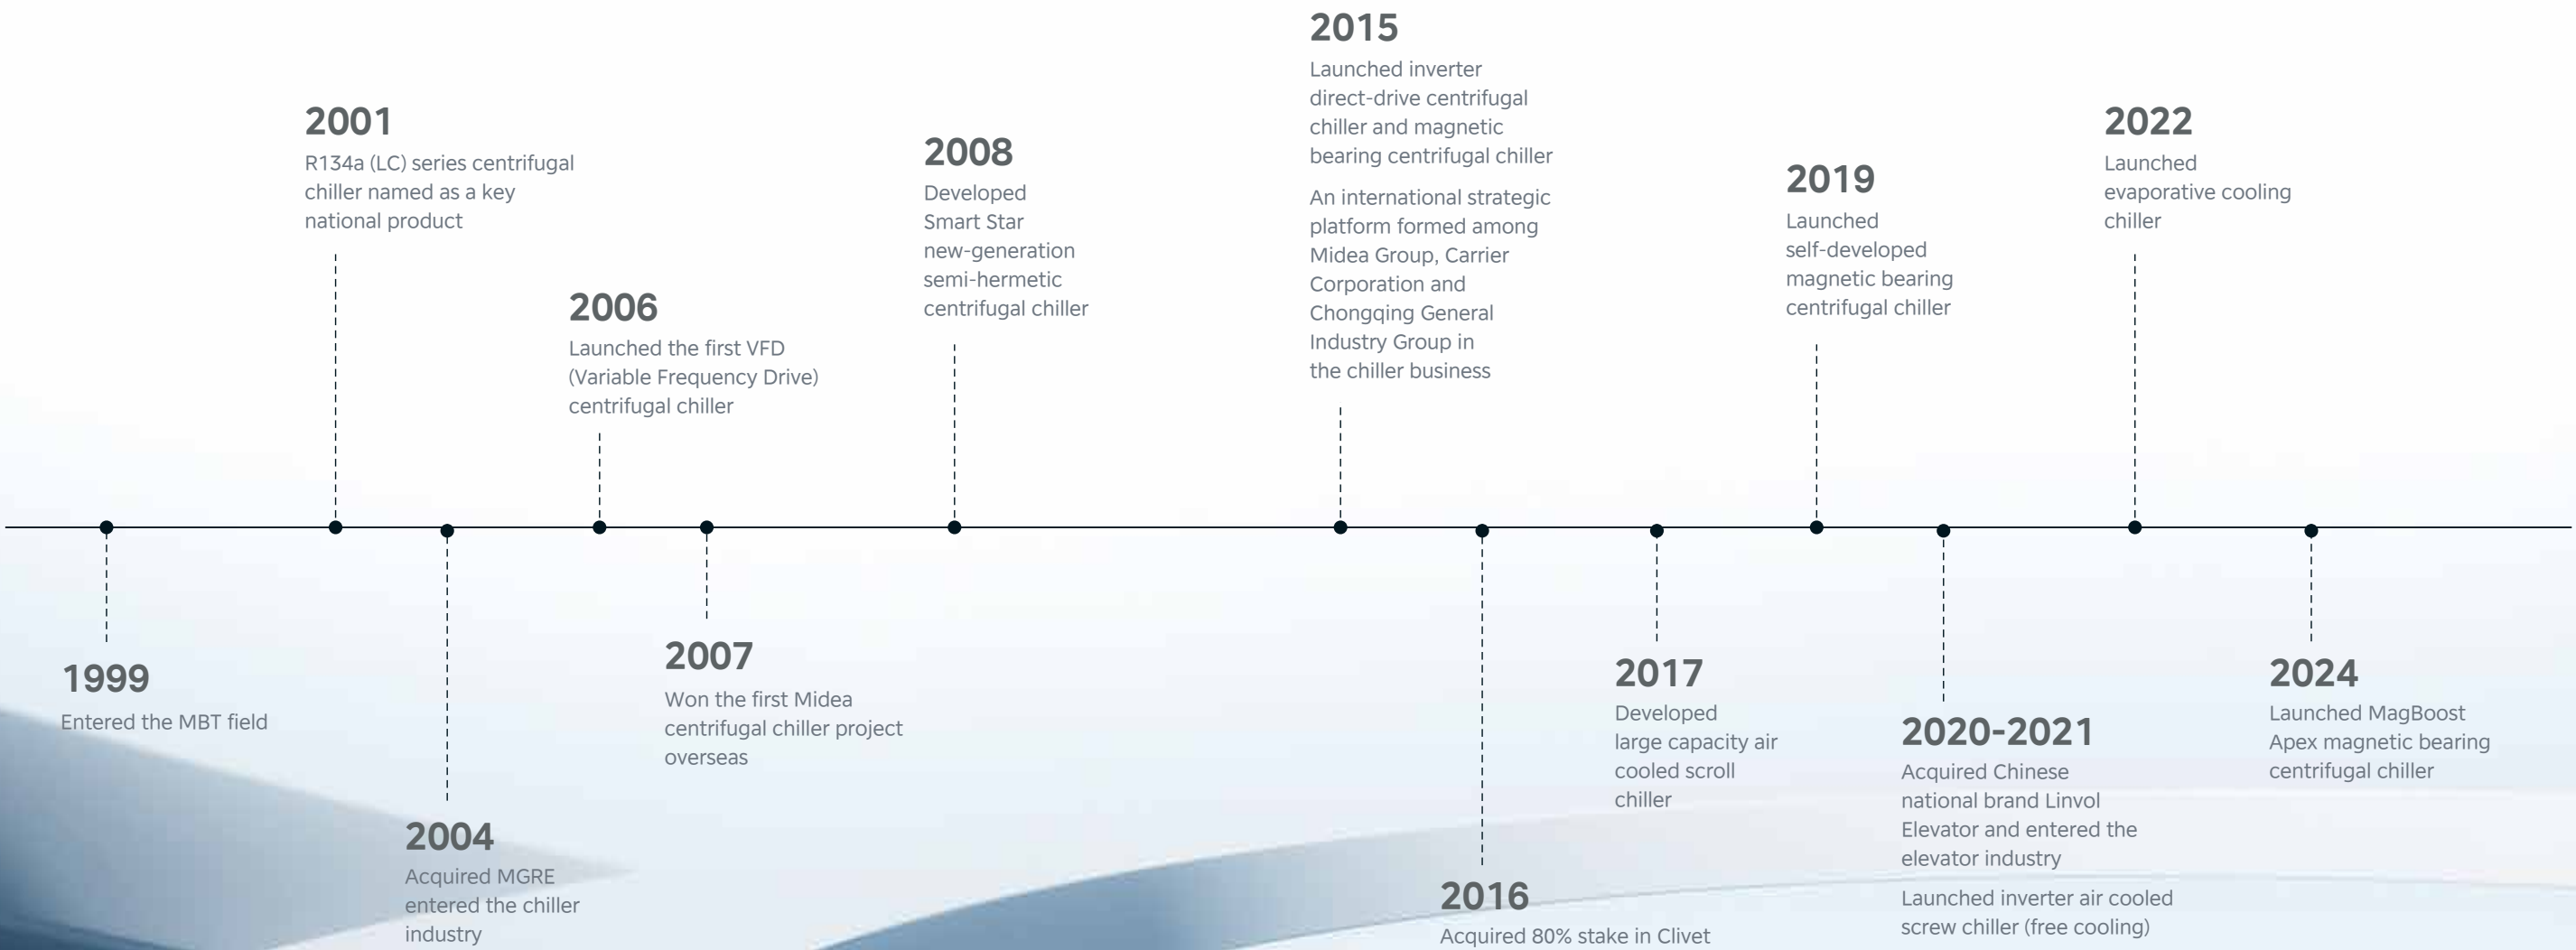 1999
Entered the MBT field
2001
R134a (LC) series centrifugal
chiller named as a key
national product
2004
Acquired MGRE
entered the chiller
industry
2006
Launched the first VFD
(Variable Frequency Drive)
centrifugal chiller
2007
Won the first Midea
centrifugal chiller project
overseas
2008
Developed
Smart Star
new-generation
semi-hermetic
centrifugal chiller
2015
Launched inverter
direct-drive centrifugal
chiller and magnetic
bearing centrifugal chiller
An international strategic
platform formed among
Midea Group, Carrier
Corporation and
Chongqing General
Industry Group in
the chiller business
2016
Acquired 80% stake in Clivet
2017
Developed
large capacity air
cooled scroll
chiller
2019
Launched
self-developed
magnetic bearing
centrifugal chiller
2020-2021
Acquired Chinese
national brand Linvol
Elevator and entered the
elevator industry
Launched inverter air cooled
screw chiller (free cooling)
2022
Launched
evaporative cooling
chiller
2024
Launched MagBoost
Apex magnetic bearing
centrifugal chiller